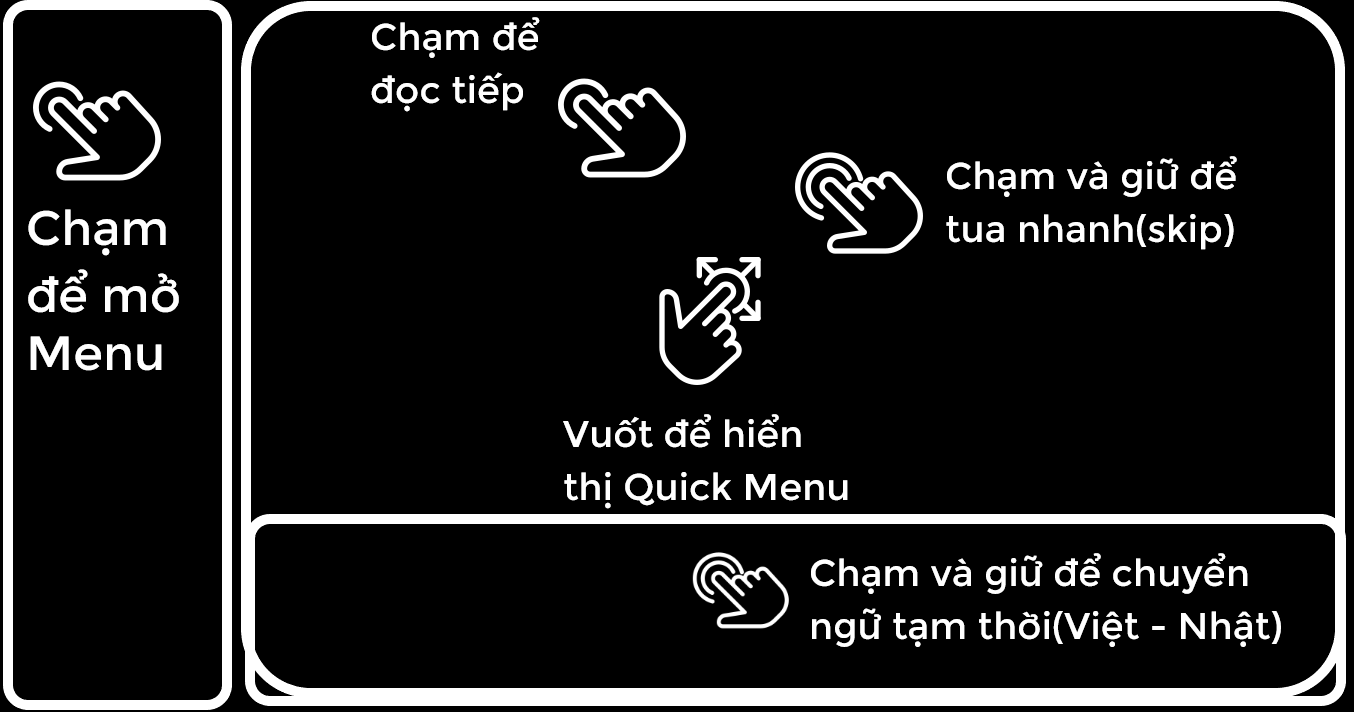 Chạm
để mở
Menu
Chạm để
đọc tiếp
Chạm và giữ để
tua nhanh(skip)
Vuốt để hiển
thị Quick Menu
Chạm và giữ để chuyển
ngữ tạm thời(Việt - Nhật)